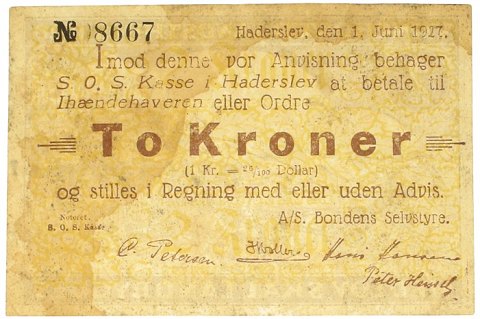 № 8667
Haderslev, den 1. Juni 1927.
Imod denne vor Anvisning behager
S. O. S. Kasse i Haderslev at betale til
Ihændehaveren eller Ordre
To Kroner
(1 Kr. = 26/100 Dollar)
og stilles i Regning med eller uden Advis.
Noteret.
S. O. S. Kasse
A/S. Bondens Selvstyre.
C. Petersen
Hans Jensen
Peter